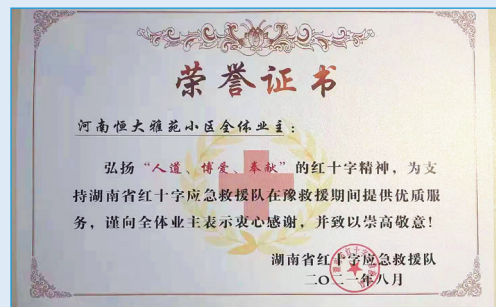 荣誉证书
河南恒大雅苑小区全体业主：
弘扬“人道、博爱、奉献”的红十字精神，为支
持湖南省红十字应急救援队在豫救援期间提供优质服
务，谨向全体业主表示衷心感谢，并致以崇高敬意！
湖南省红十字应急救援队
二〇二一年八月